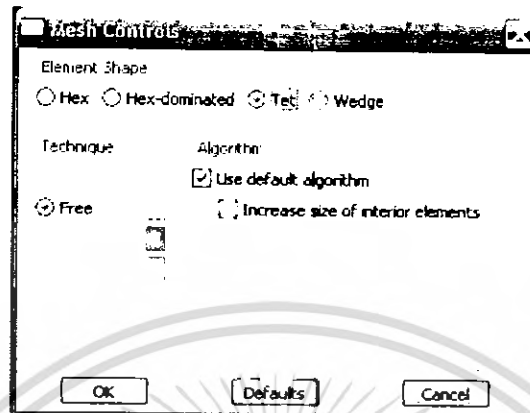 Mesh Controls
Element Shape
Hex Hex-dominated Tet Wedge
Technique Algorithm
Use default algorithm
Free Increase size of interior elements
OK Defaults Cancel